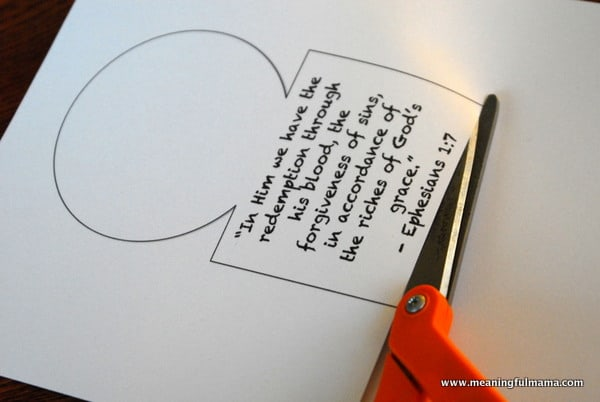 "In Him we have the
redemption through
his blood, the
forgiveness of sins,
in accordance of
the riches of God's
grace."
- Ephesians 1:7
www.meaningfulmama.com